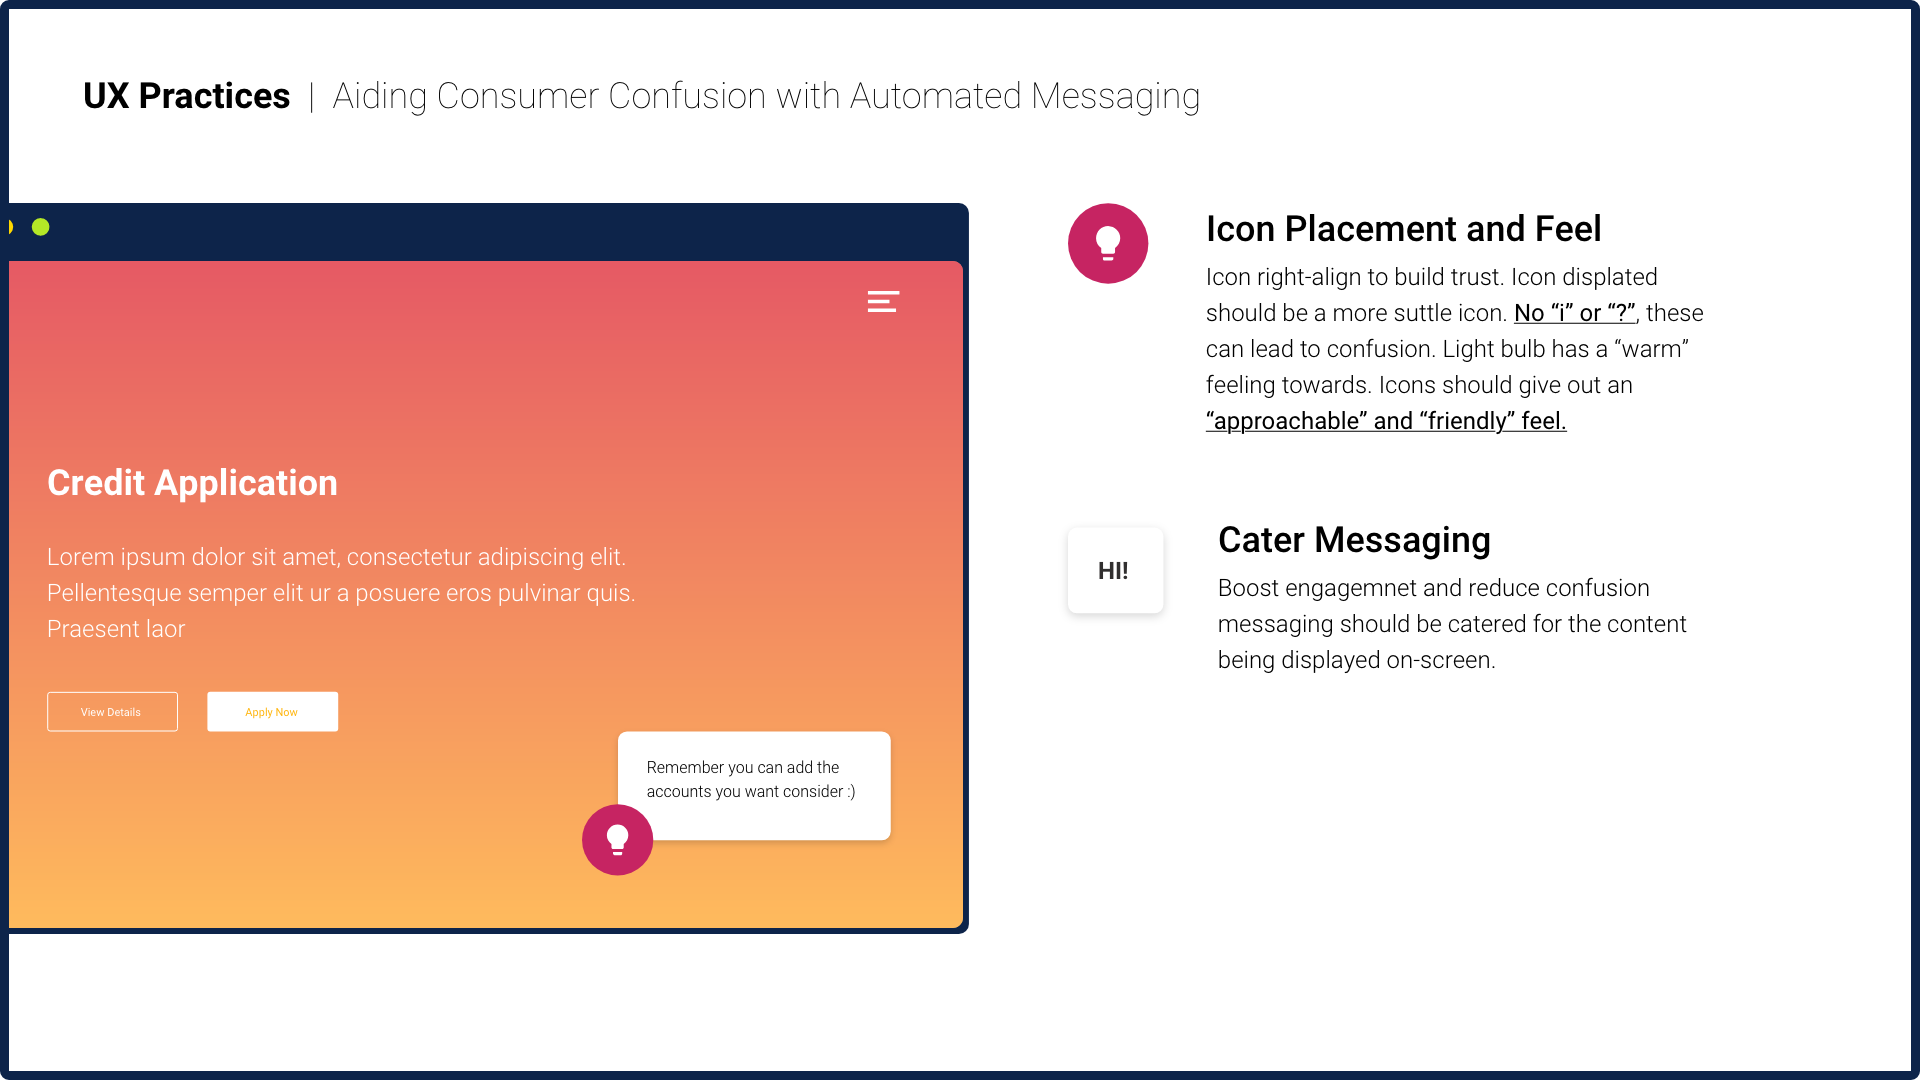 UX Practices | Aiding Consumer Confusion with Automated Messaging
Credit Application
Lorem ipsum dolor sit amet, consectetur adipiscing elit.
Pellentesque semper elit ur a posuere eros pulvinar quis.
Praesent laor
View Details
Apply Now
Remember you can add the
accounts you want consider :)
Icon Placement and Feel
Icon right-align to build trust. Icon displated
should be a more suttle icon. No “i” or “?”, these
can lead to confusion. Light bulb has a “warm”
feeling towards. Icons should give out an
“approachable” and “friendly” feel.
HI!
Cater Messaging
Boost engagemnet and reduce confusion
messaging should be catered for the content
being displayed on-screen.